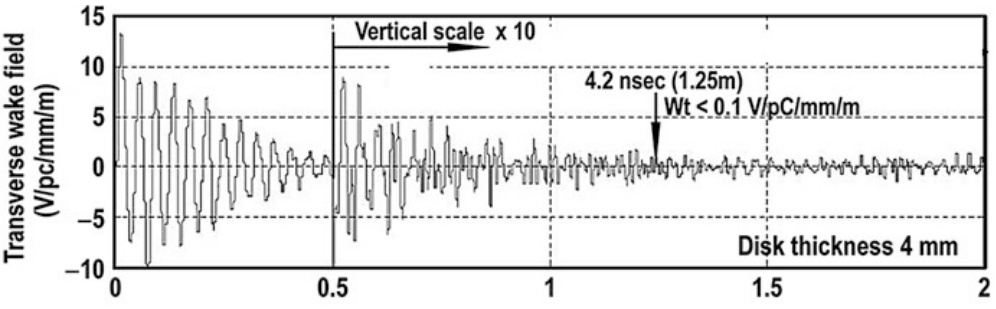 Transverse wake field
(V/pc/mm/m)
15
10
5
0
−5
−10
Vertical scale x 10
4.2 nsec (1.25m)
Wt < 0.1 V/pC/mm/m
Disk thickness 4 mm
0
0.5
1
1.5
2